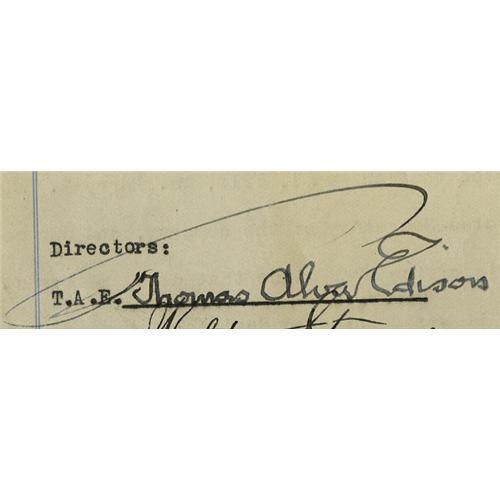 Directors:
T.A.E. Thomas Alva Edison